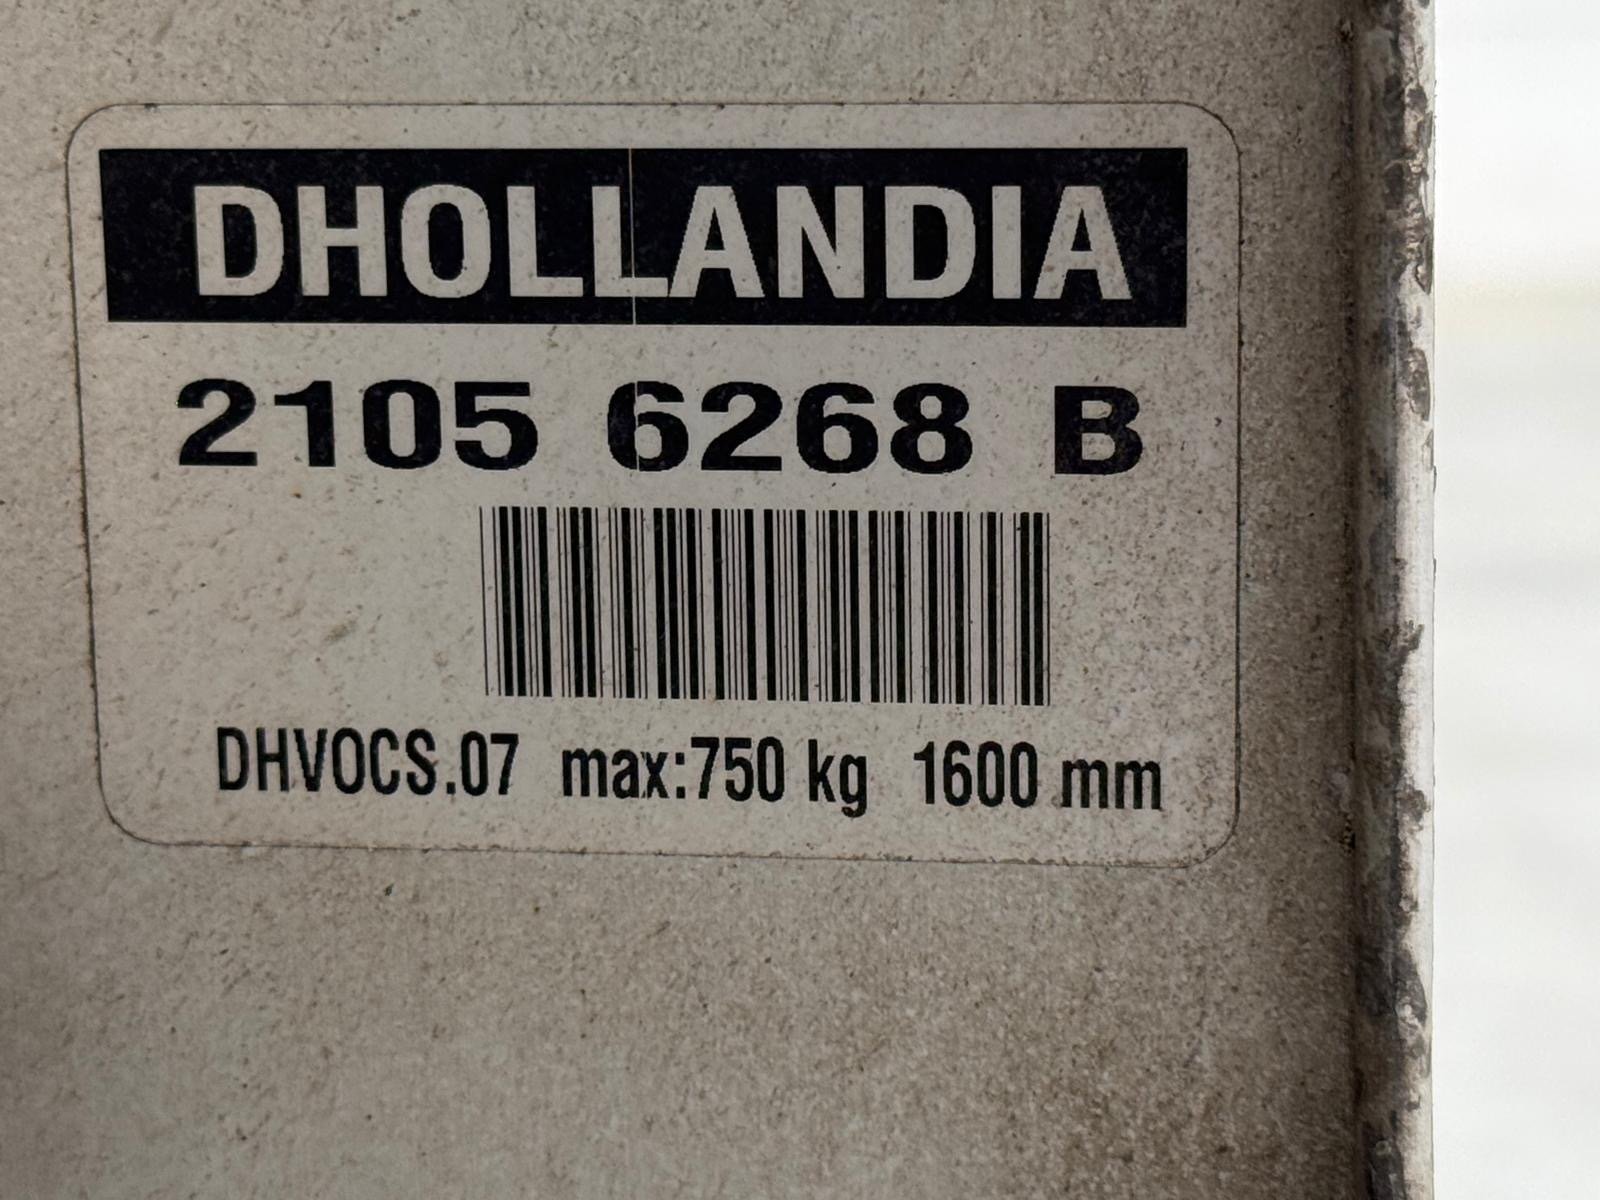 DHOLLANDIA
2105 6268 B
DHVOCS.07 max:750 kg 1600 mm